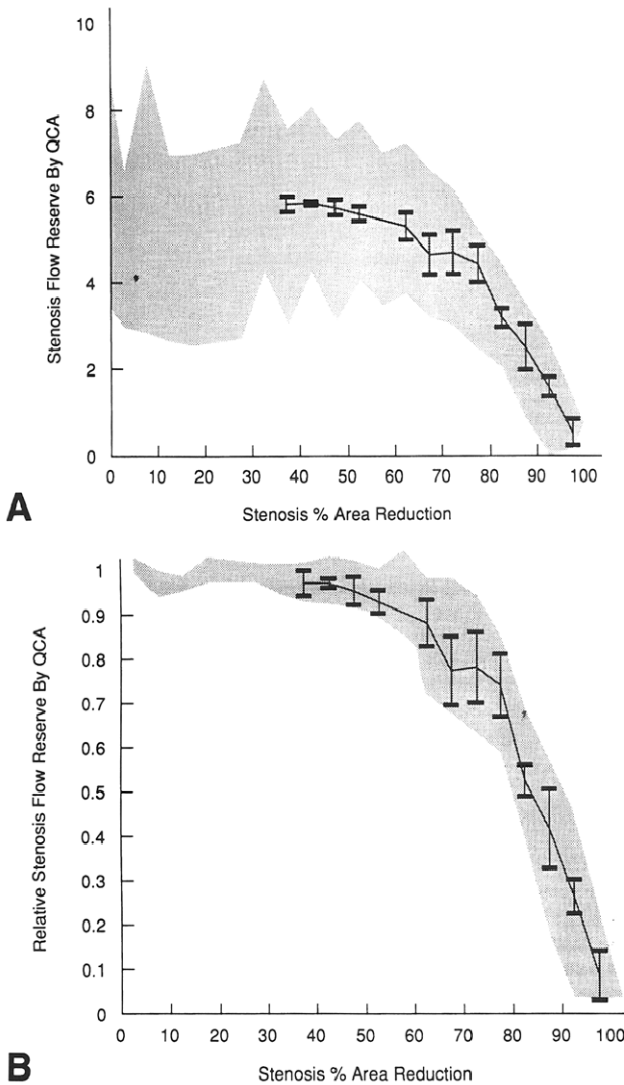 10
8
6
4
2
0
Stenosis Flow Reserve By QCA
0 10 20 30 40 50 60 70 80 90 100
Stenosis % Area Reduction
A
1
0.9
0.8
0.7
0.6
0.5
0.4
0.3
0.2
0.1
0
Relative Stenosis Flow Reserve By QCA
0 10 20 30 40 50 60 70 80 90 100
Stenosis % Area Reduction
B